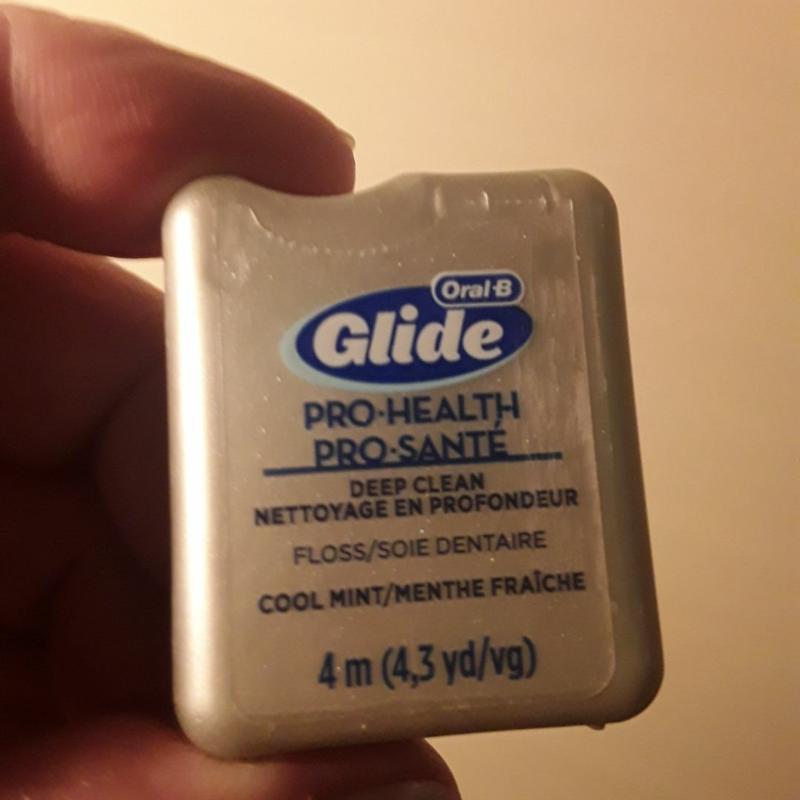 Oral-B
Glide
PRO-HEALTH
PRO-SANTÉ
DEEP CLEAN
NETTOYAGE EN PROFONDEUR
FLOSS/SOIE DENTAIRE
COOL MINT/MENTHE FRAÎCHE
4 m (4,3 yd/vg)